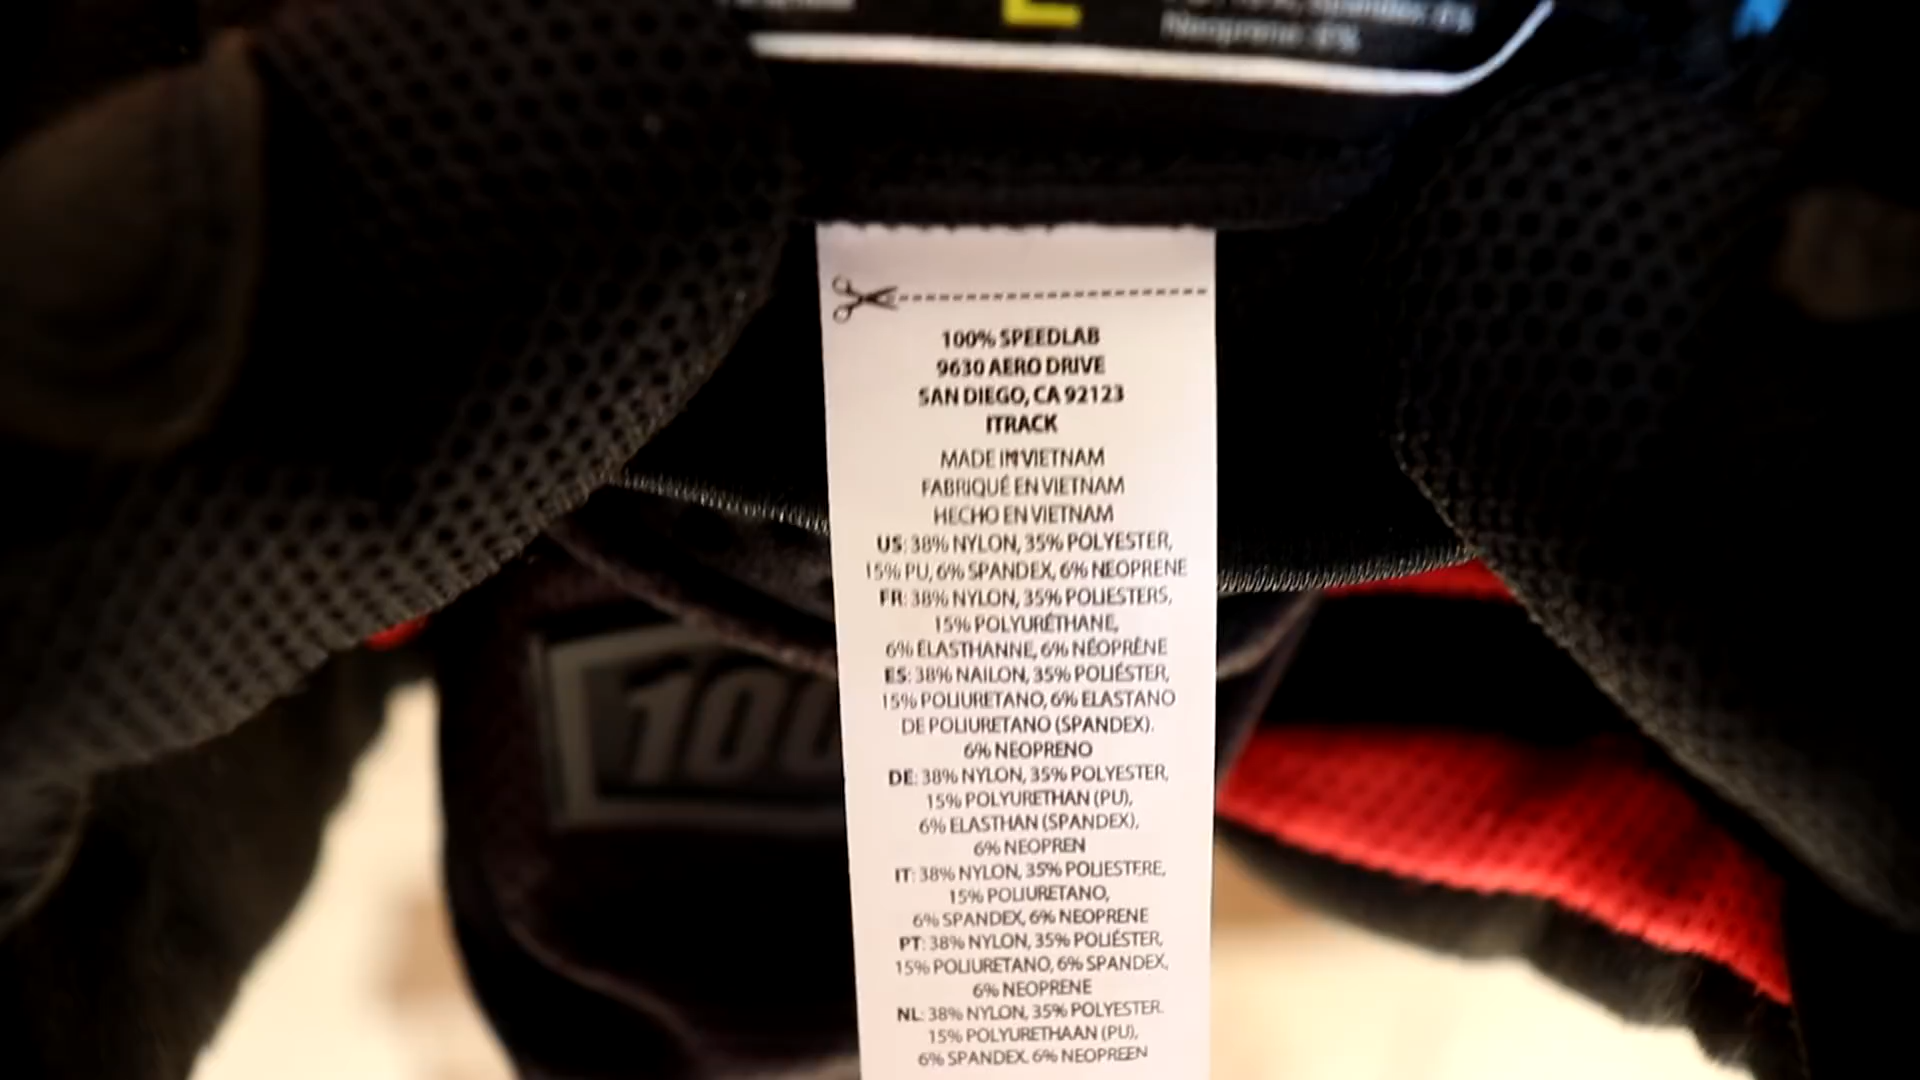 Neoprene: 6%
100% SPEEDLAB
9630 AERO DRIVE
SAN DIEGO, CA 92123
ITRACK
MADE IN VIETNAM
FABRIQUÉ EN VIETNAM
HECHO EN VIETNAM
US: 38% NYLON, 35% POLYESTER,
15% PU, 6% SPANDEX, 6% NEOPRENE
FR: 38% NYLON, 35% POLIESTERS,
15% POLYURÉTHANE,
6% ÉLASTHANNE, 6% NÉOPRÈNE
ES: 38% NAILON, 35% POLIÉSTER,
15% POLIURETANO, 6% ELASTANO
DE POLIURETANO (SPANDEX).
6% NEOPRENO
DE: 38% NYLON, 35% POLYESTER,
15% POLYURETHAN (PU),
6% ELASTHAN (SPANDEX),
6% NEOPREN
IT: 38% NYLON, 35% POLIESTERE,
15% POLIURETANO,
6% SPANDEX, 6% NEOPRENE
PT: 38% NYLON, 35% POLIÉSTER,
15% POLIURETANO, 6% SPANDEX,
6% NEOPRENE
NL: 38% NYLON, 35% POLYESTER.
15% POLYURETHAAN (PU),
6% SPANDEX. 6% NEOPREEN
100